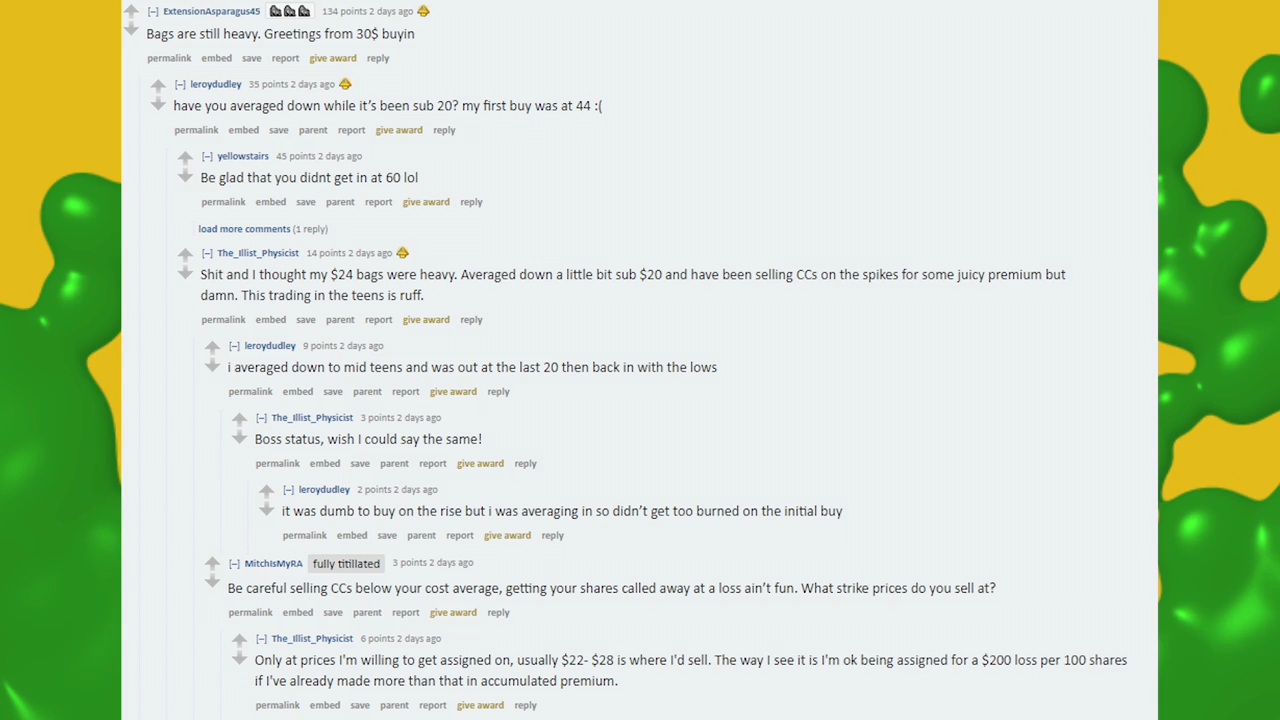 [-] ExtensionAsparagus45 134 points 2 days ago
Bags are still heavy. Greetings from 30$ buyin
permalink embed save report give award reply
[-] leroydudley 35 points 2 days ago
have you averaged down while it’s been sub 20? my first buy was at 44 :(
permalink embed save parent report give award reply
[-] yellowstairs 45 points 2 days ago
Be glad that you didnt get in at 60 lol
permalink embed save parent report give award reply
load more comments (1 reply)
[-] The_Illist_Physicist 14 points 2 days ago
Shit and I thought my $24 bags were heavy. Averaged down a little bit sub $20 and have been selling CCs on the spikes for some juicy premium but
damn. This trading in the teens is ruff.
permalink embed save parent report give award reply
[-] leroydudley 9 points 2 days ago
i averaged down to mid teens and was out at the last 20 then back in with the lows
permalink embed save parent report give award reply
[-] The_Illist_Physicist 3 points 2 days ago
Boss status, wish I could say the same!
permalink embed save parent report give award reply
[-] leroydudley 2 points 2 days ago
it was dumb to buy on the rise but i was averaging in so didn’t get too burned on the initial buy
permalink embed save parent report give award reply
[-] MitchIsMyRA fully titillated 3 points 2 days ago
Be careful selling CCs below your cost average, getting your shares called away at a loss ain’t fun. What strike prices do you sell at?
permalink embed save parent report give award reply
[-] The_Illist_Physicist 6 points 2 days ago
Only at prices I'm willing to get assigned on, usually $22- $28 is where I'd sell. The way I see it is I'm ok being assigned for a $200 loss per 100 shares
if I've already made more than that in accumulated premium.
permalink embed save parent report give award reply